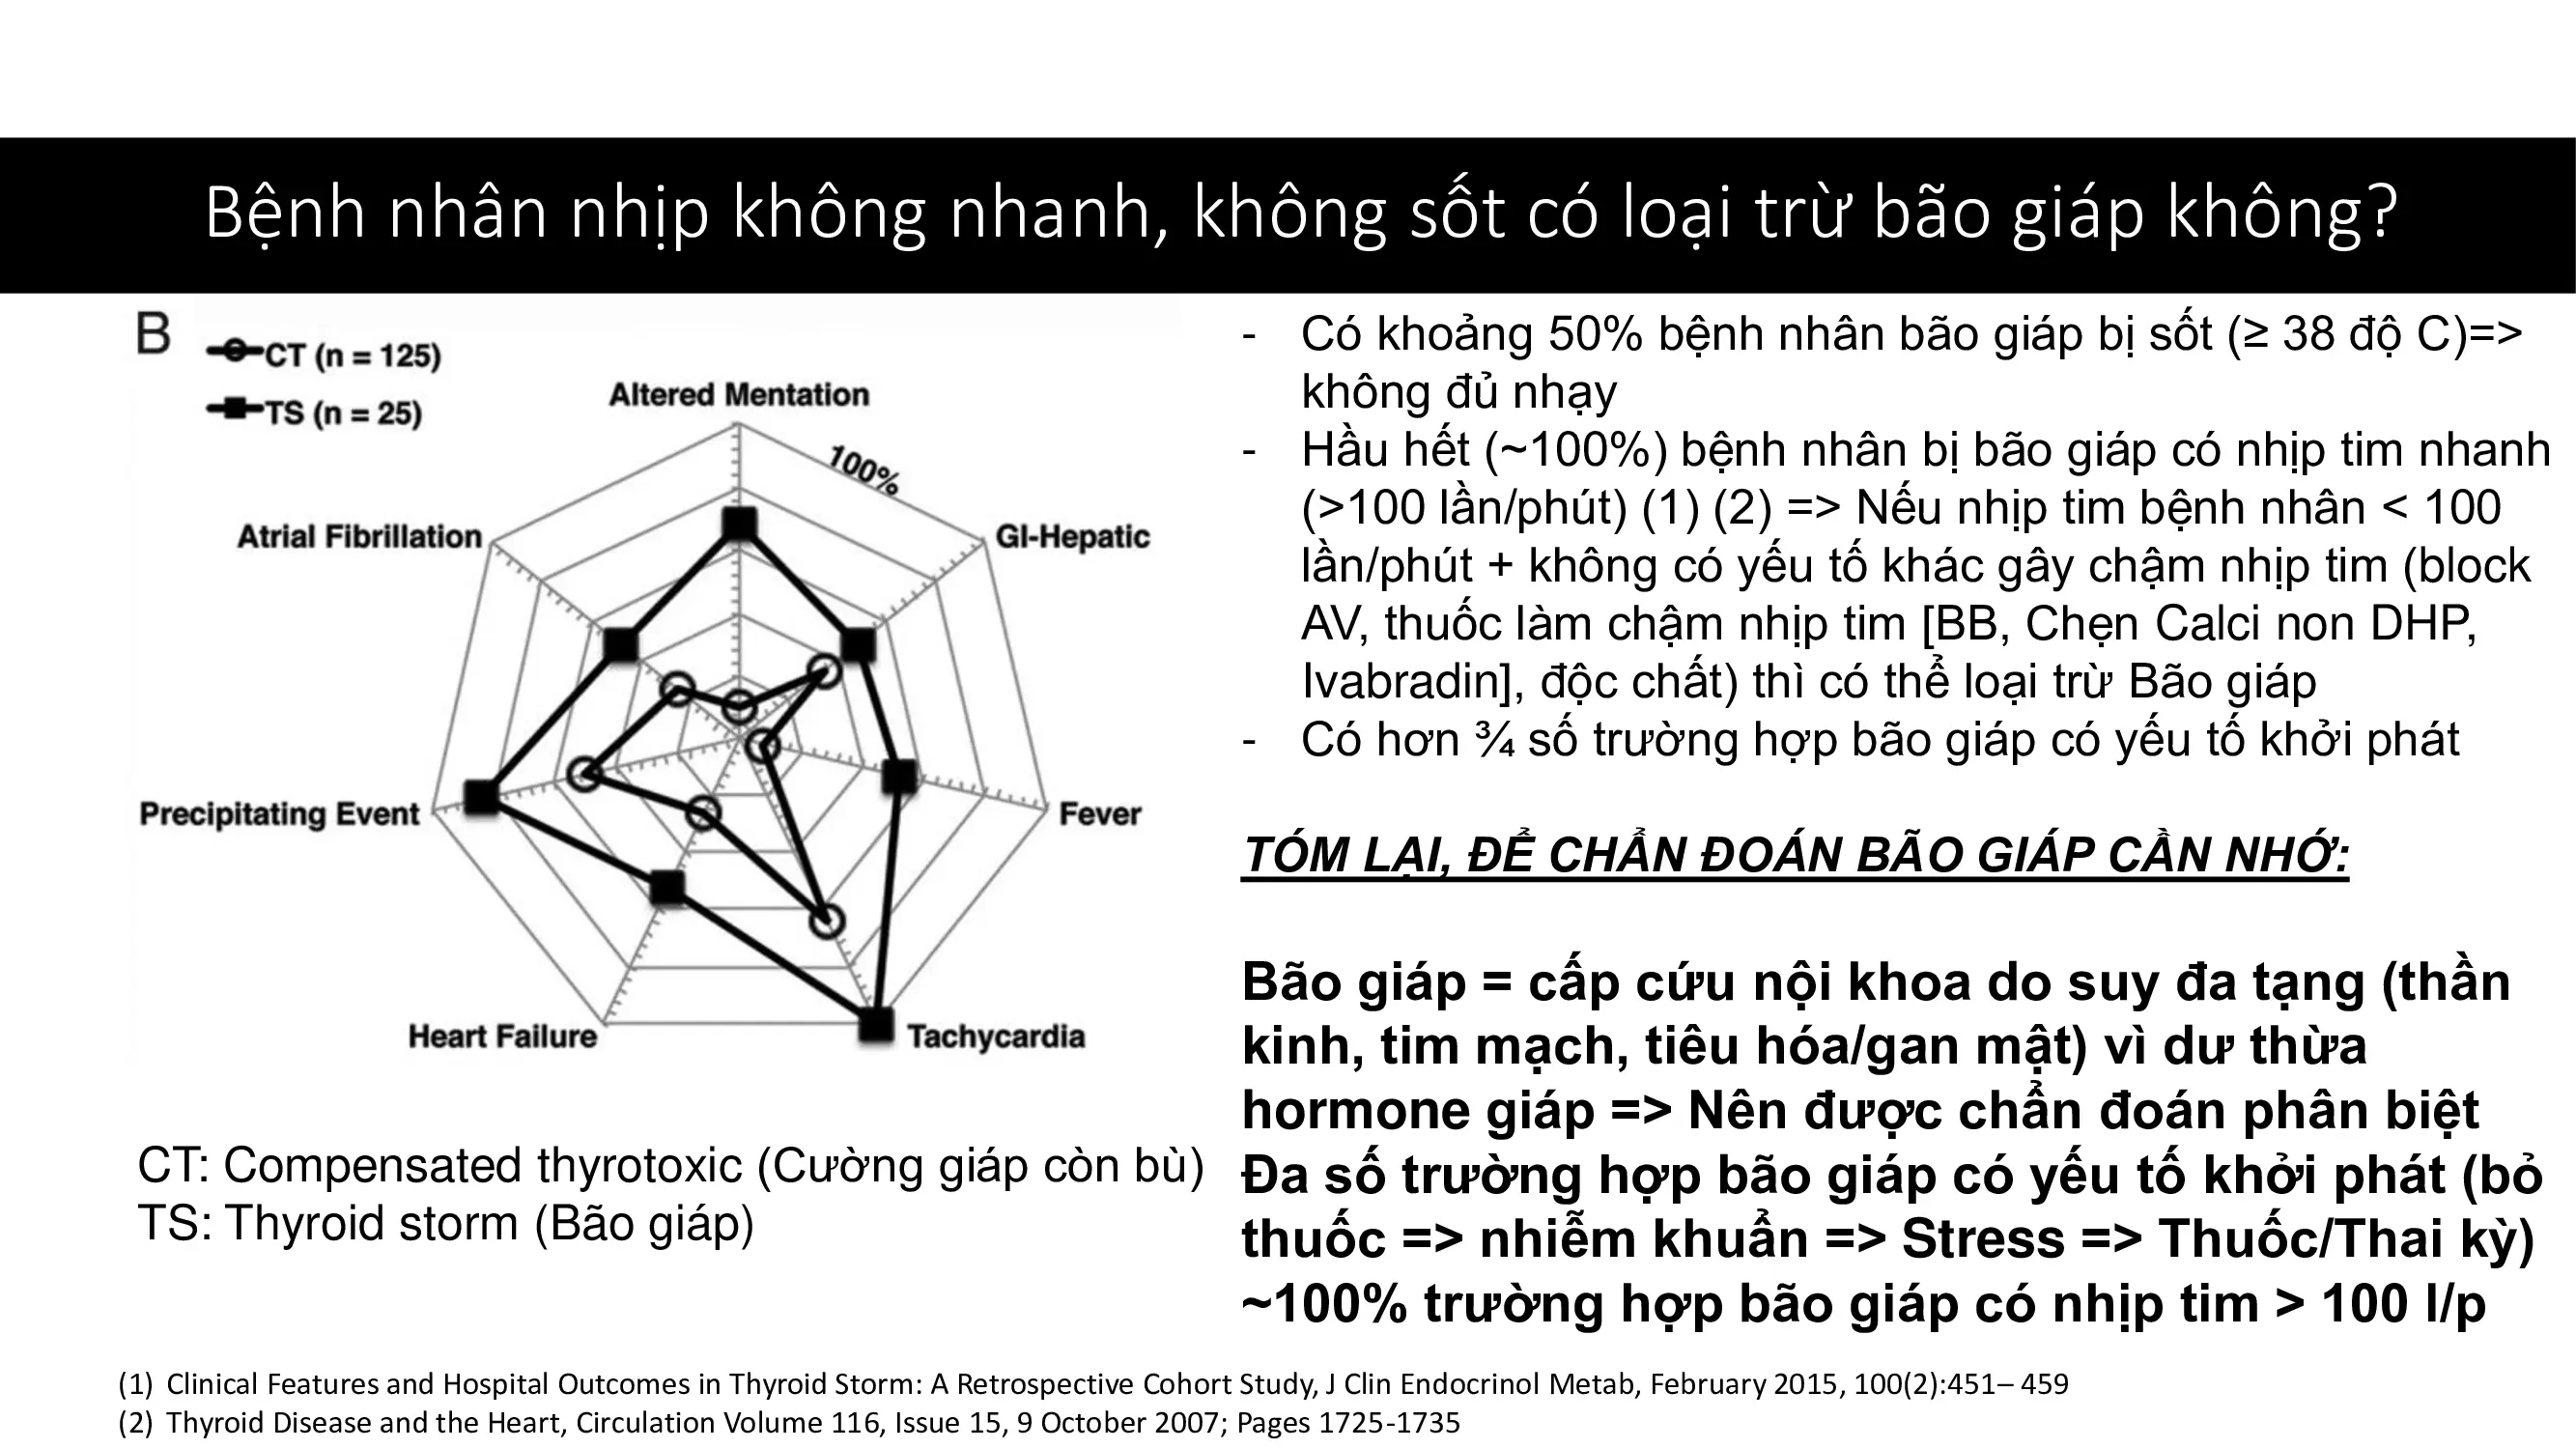 Bệnh nhân nhịp không nhanh, không sốt có loại trừ bão giáp không?
B
CT (n = 125)
TS (n = 25)
Altered Mentation
100%
Atrial Fibrillation
GI-Hepatic
Precipitating Event
Fever
Heart Failure
Tachycardia
CT: Compensated thyrotoxic (Cường giáp còn bù)
TS: Thyroid storm (Bão giáp)
- Có khoảng 50% bệnh nhân bão giáp bị sốt (≥ 38 độ C)=>
không đủ nhạy
- Hầu hết (~100%) bệnh nhân bị bão giáp có nhịp tim nhanh
(>100 lần/phút) (1) (2) => Nếu nhịp tim bệnh nhân < 100
lần/phút + không có yếu tố khác gây chậm nhịp tim (block
AV, thuốc làm chậm nhịp tim [BB, Chẹn Calci non DHP,
Ivabradin], độc chất) thì có thể loại trừ Bão giáp
- Có hơn ¾ số trường hợp bão giáp có yếu tố khởi phát
TÓM LẠI, ĐỂ CHẨN ĐOÁN BÃO GIÁP CẦN NHỚ:
Bão giáp = cấp cứu nội khoa do suy đa tạng (thần
kinh, tim mạch, tiêu hóa/gan mật) vì dư thừa
hormone giáp => Nên được chẩn đoán phân biệt
Đa số trường hợp bão giáp có yếu tố khởi phát (bỏ
thuốc => nhiễm khuẩn => Stress => Thuốc/Thai kỳ)
~100% trường hợp bão giáp có nhịp tim > 100 l/p
(1) Clinical Features and Hospital Outcomes in Thyroid Storm: A Retrospective Cohort Study, J Clin Endocrinol Metab, February 2015, 100(2):451– 459
(2) Thyroid Disease and the Heart, Circulation Volume 116, Issue 15, 9 October 2007; Pages 1725-1735